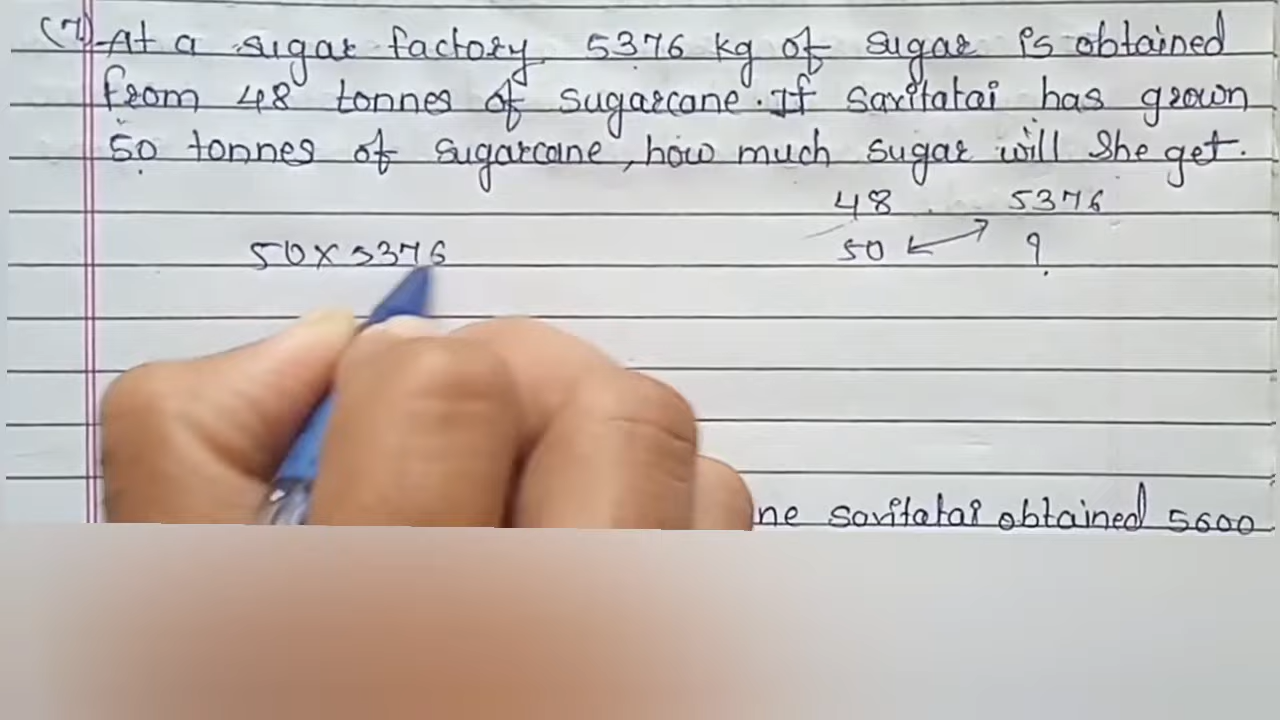 (7) At a sugar factory 5376 kg of sugar is obtained
from 48 tonnes of sugarcane. If Savitatai has grown
50 tonnes of sugarcane, how much sugar will She get.
48 5376
50 × 5376 50 ?
ne savitatai obtained 5600